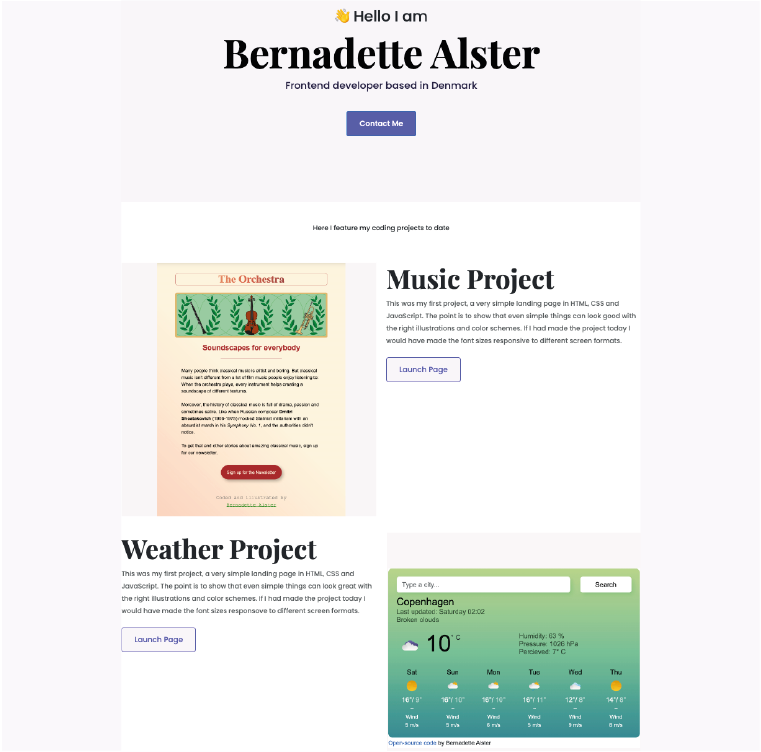 👋 Hello I am
Bernadette Alster
Frontend developer based in Denmark
Contact Me
Here I feature my coding projects to date
The Orchestra
Soundscapes for everybody
Many people think classical music is elitist and boring. But classical
music isn't different from a lot of film music people enjoy listening to.
When the orchestra plays, every instrument helps creating a
soundscape of different textures.
Moreover, the history of classical music is full of drama, passion and
sometimes satire. Like when Russian composer
(1906-1975) mocked Stalinist militarism with an
absurd march in his Symphony No. 1, and the authorities didn't
notice.
To get that and other stories about amazing classical music, sign up
for our newsletter.
Sign up for the Newsletter
Coded and illustrated by
Bernadette Alster
Music Project
This was my first project, a very simple landing page in HTML, CSS and
JavaScript. The point is to show that even simple things can look good with
the right illustrations and color schemes. If I had made the project today I
would have made the font sizes responsive to different screen formats.
Launch Page
Weather Project
This was my first project, a very simple landing page in HTML, CSS and
JavaScript. The point is to show that even simple things can look great with
the right illustrations and color schemes. If I had made the project today I
would have made the font sizes responsave to different screen formats.
Launch Page
Type a city...
Search
Copenhagen
Last updated: Saturday 02:02
Broken clouds
10° C
Humidity: 63 %
Pressure: 1026 hPa
Percieved: 7° C
Sat Sun Mon Tue Wed Thu
16°/ 9° 16°/ 10° 16°/ 16° 16°/ 11° 12°/ 8° 14°/ 8°
Wind Wind Wind Wind Wind Wind
5 m/s 5 m/s 6 m/s 5 m/s 9 m/s 8 m/s
Open-source code by Bernadette Alster